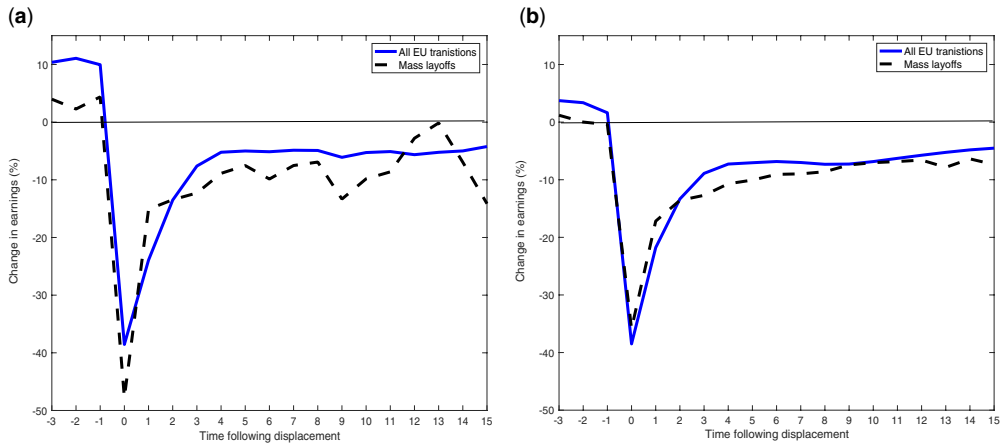 (a)
All EU tranistions
Mass layoffs
10
0
-10
-20
-30
-40
-50
Change in earnings (%)
-3 -2 -1 0 1 2 3 4 5 6 7 8 9 10 11 12 13 14 15
Time following displacement
(b)
All EU tranistions
Mass layoffs
10
0
-10
-20
-30
-40
-50
Change in earnings (%)
-3 -2 -1 0 1 2 3 4 5 6 7 8 9 10 11 12 13 14 15
Time following displacement